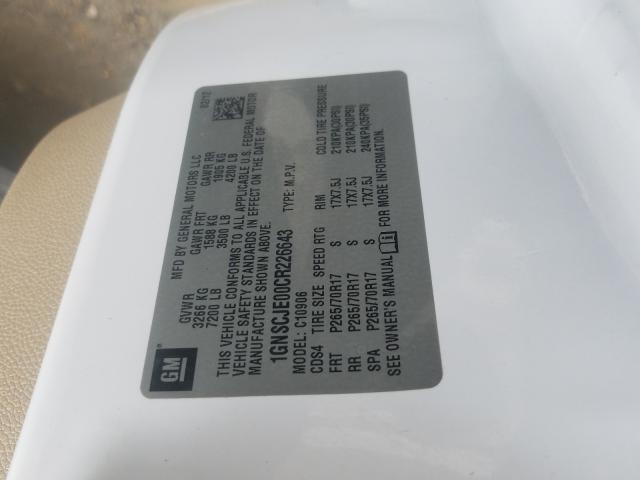 GM
MFD BY GENERAL MOTORS LLC 02/12
GVWR GAWR FRT GAWR RR
3266 KG 1588 KG 1905 KG
7200 LB 3500 LB 4200 LB
THIS VEHICLE CONFORMS TO ALL APPLICABLE U.S. FEDERAL MOTOR
VEHICLE SAFETY STANDARDS IN EFFECT ON THE DATE OF
MANUFACTURE SHOWN ABOVE.
1GNSCJE00CR226643 TYPE: M.P.V.
MODEL: C10906
CDS4 TIRE SIZE SPEED RTG RIM COLD TIRE PRESSURE
FRT P265/70R17 S 17X7.5J 210KPA(30PSI)
RR P265/70R17 S 17X7.5J 210KPA(30PSI)
SPA P265/70R17 S 17X7.5J 240KPA(35PSI)
SEE OWNER'S MANUAL FOR MORE INFORMATION